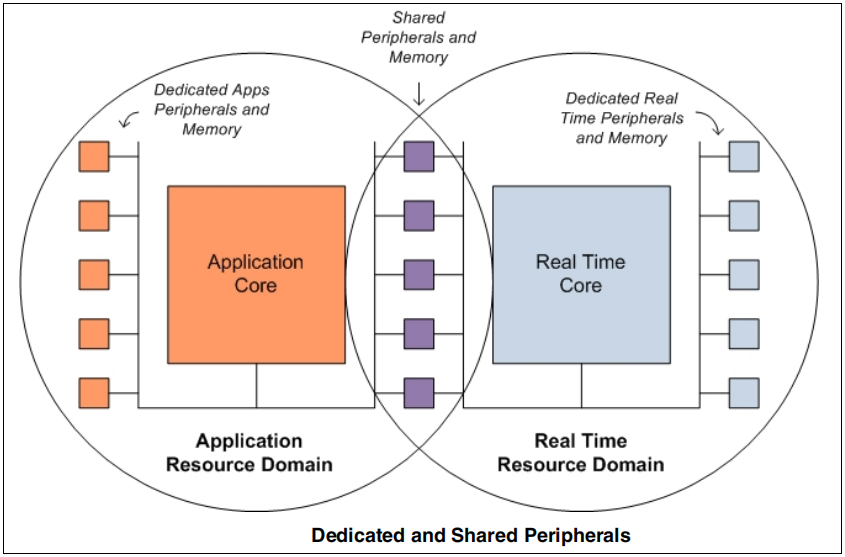 Shared
Peripherals and
Memory
Dedicated Apps
Peripherals and
Memory
Dedicated Real
Time Peripherals
and Memory
Application
Core
Real Time
Core
Application
Resource Domain
Real Time
Resource Domain
Dedicated and Shared Peripherals